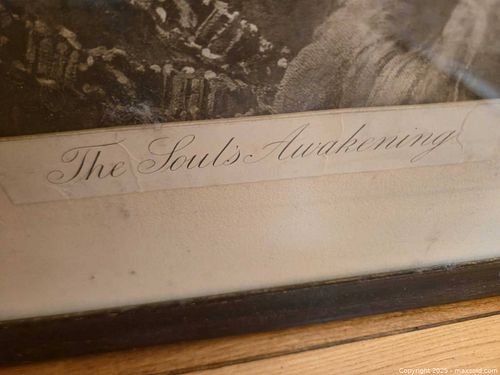 The Soul's Awakening
Copyright 2025 - maxsold.com